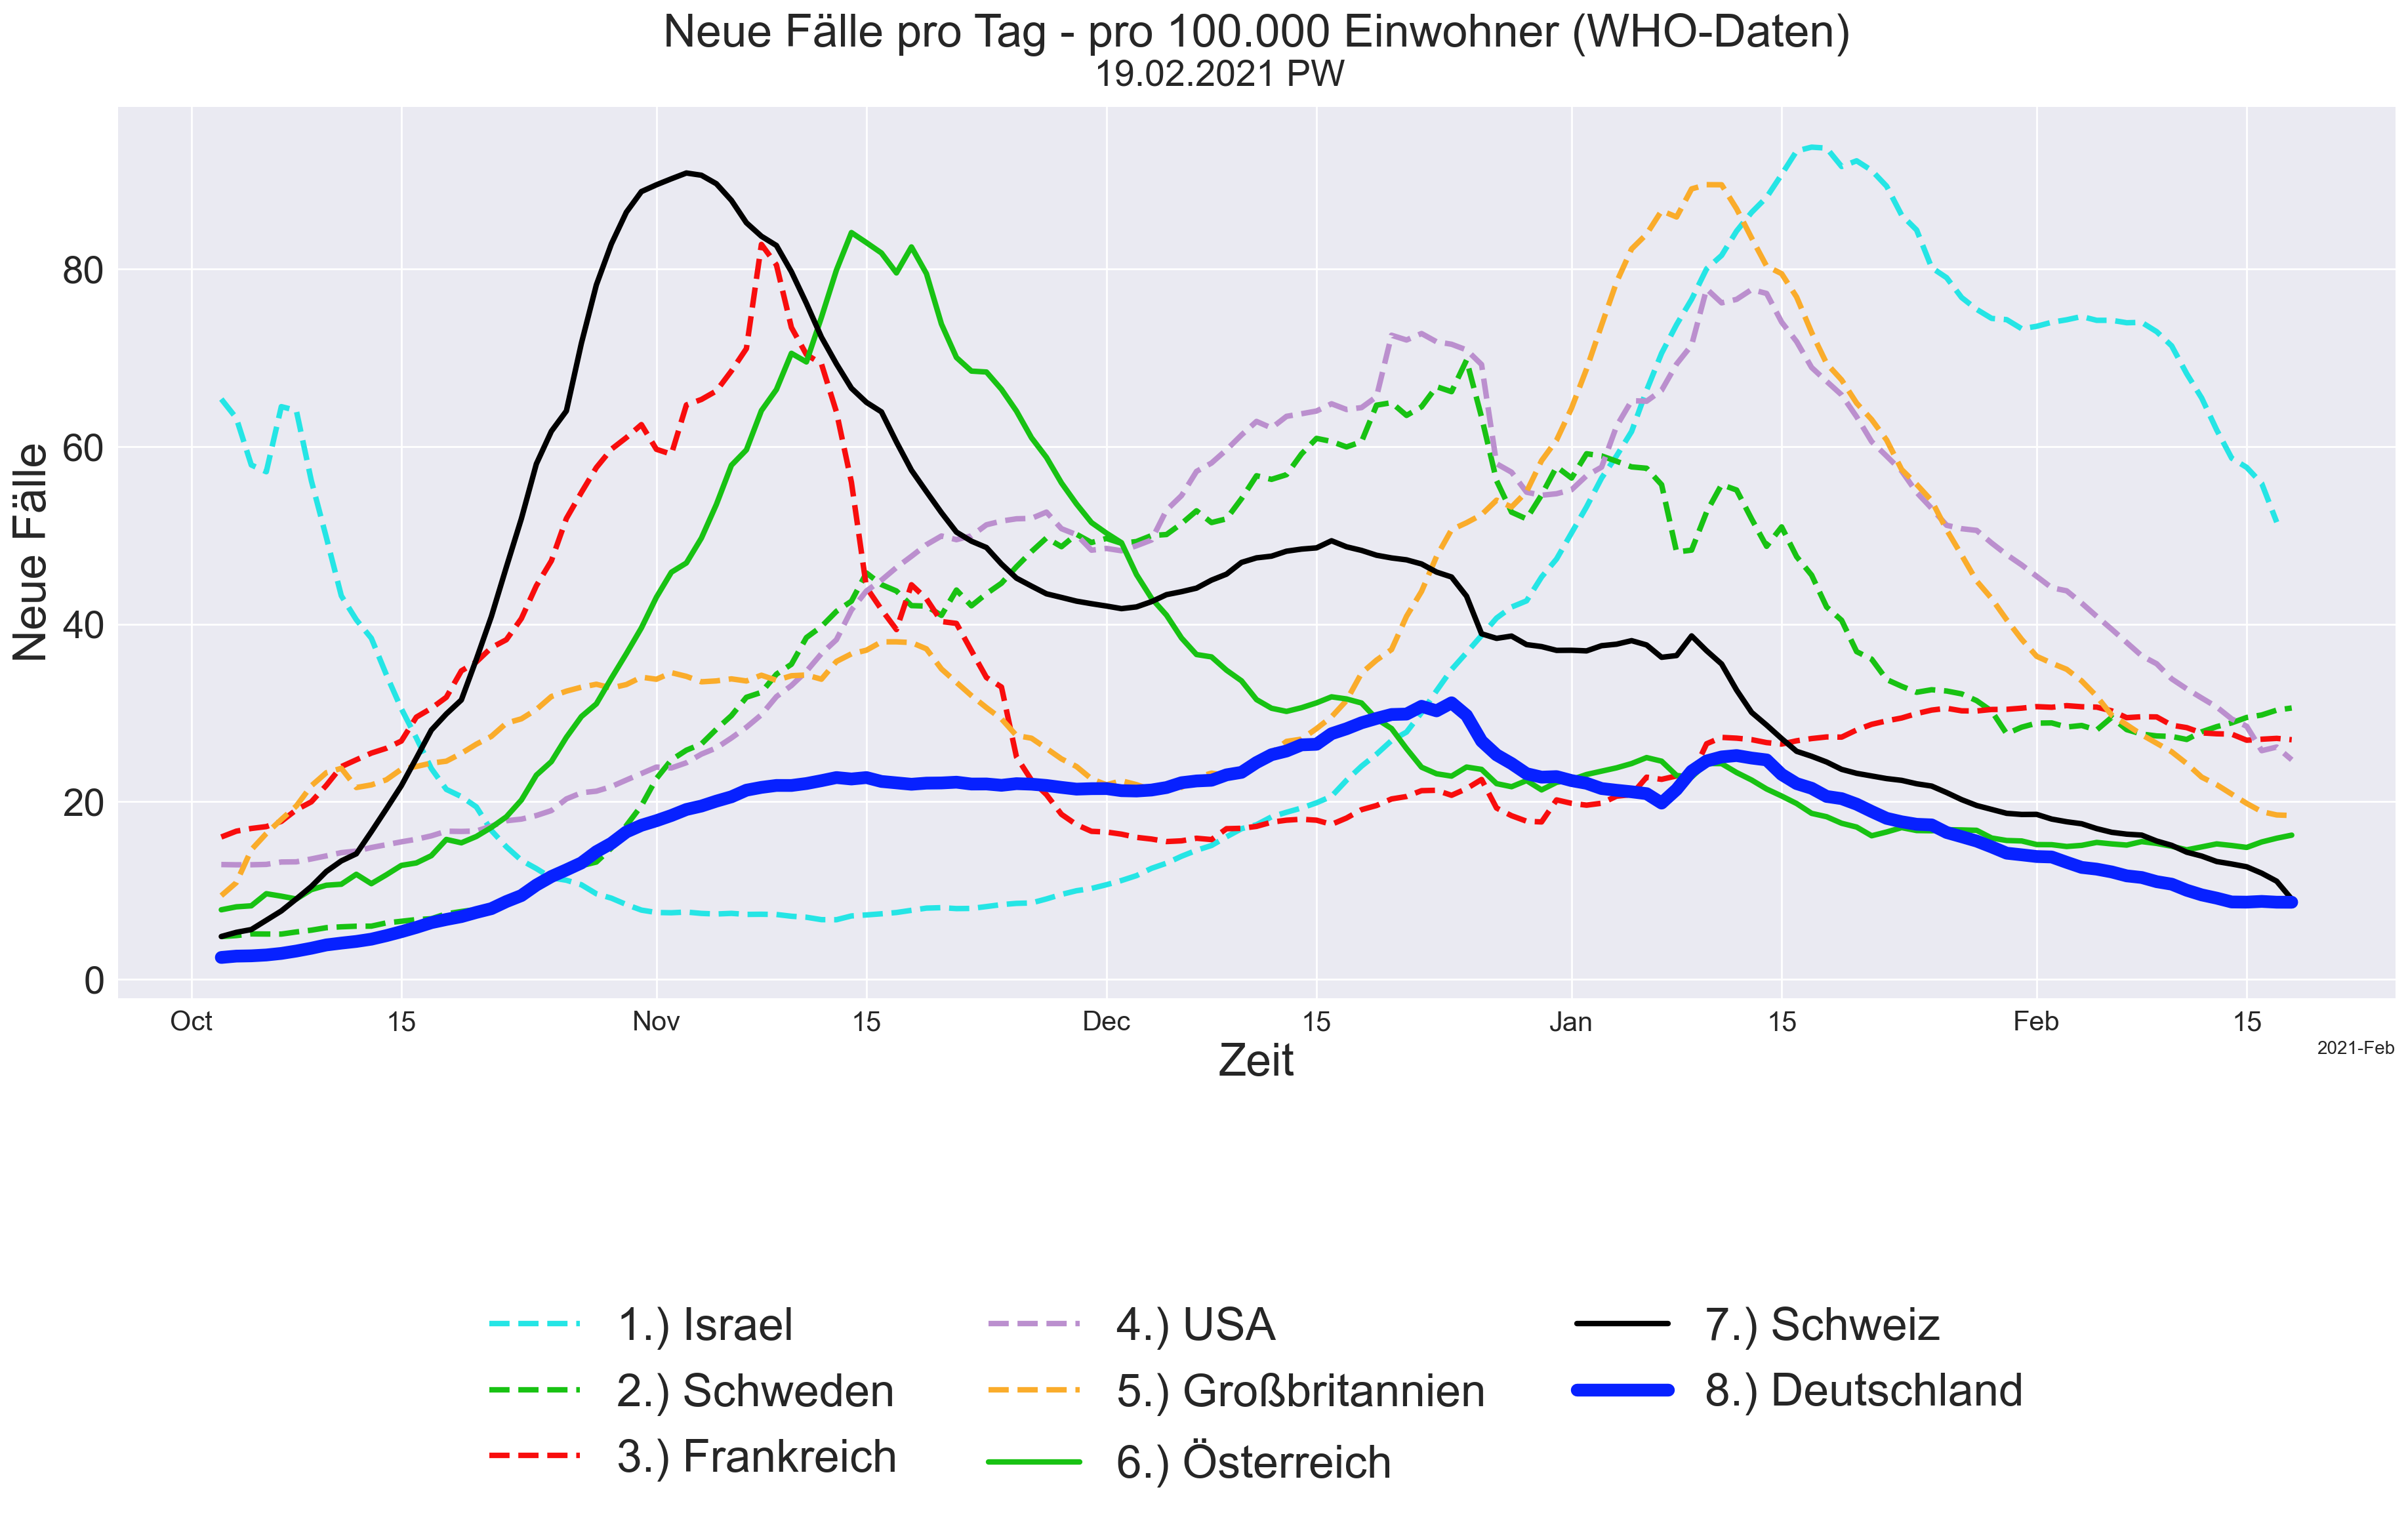 Neue Fälle pro Tag - pro 100.000 Einwohner (WHO-Daten)
19.02.2021 PW
Neue Fälle
80
60
40
20
0
Oct 15 Nov 15 Dec 15 Jan 15 Feb 15
2021-Feb
Zeit
1.) Israel
2.) Schweden
3.) Frankreich
4.) USA
5.) Großbritannien
6.) Österreich
7.) Schweiz
8.) Deutschland